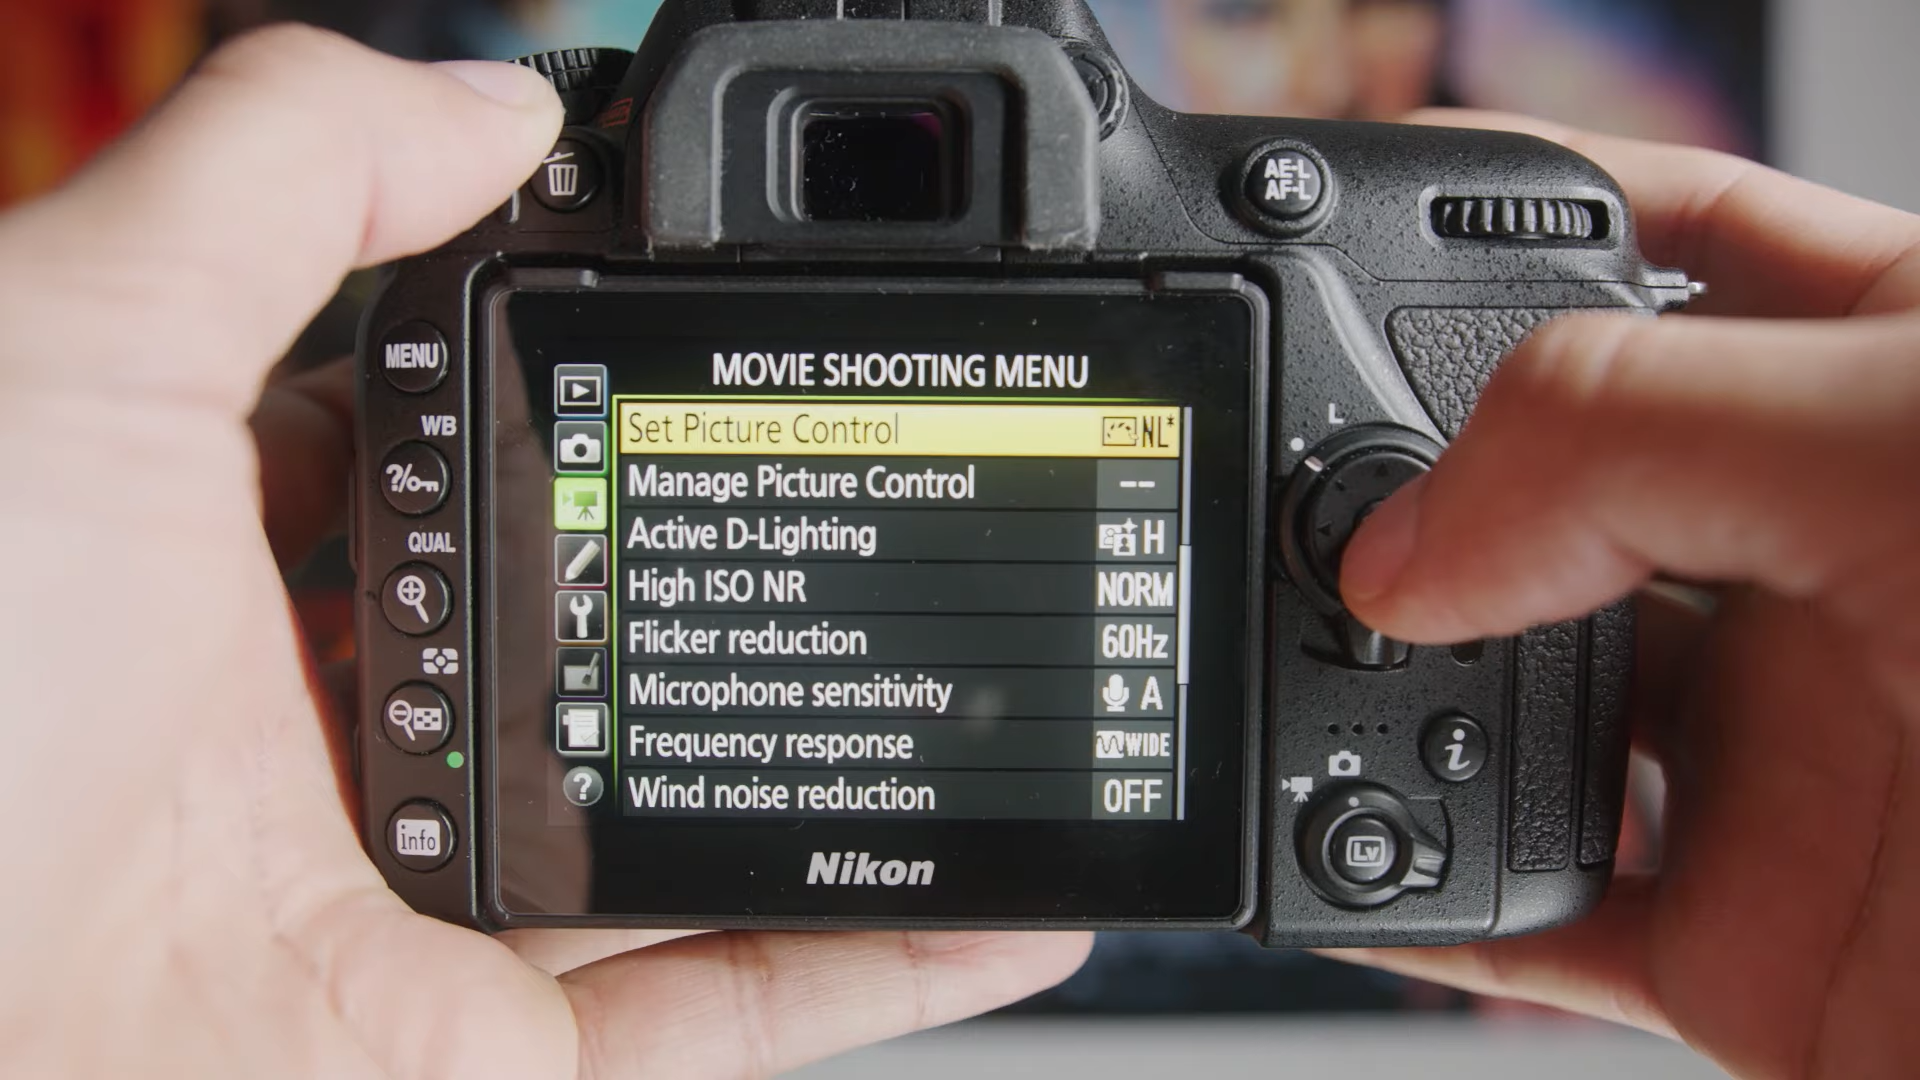 AE-L
AF-L
MENU
WB
?/
QUAL
info
MOVIE SHOOTING MENU
Set Picture Control NL*
Manage Picture Control --
Active D-Lighting H
High ISO NR NORM
Flicker reduction 60Hz
Microphone sensitivity A
Frequency response WIDE
Wind noise reduction OFF
?
Nikon
L
i
Lv